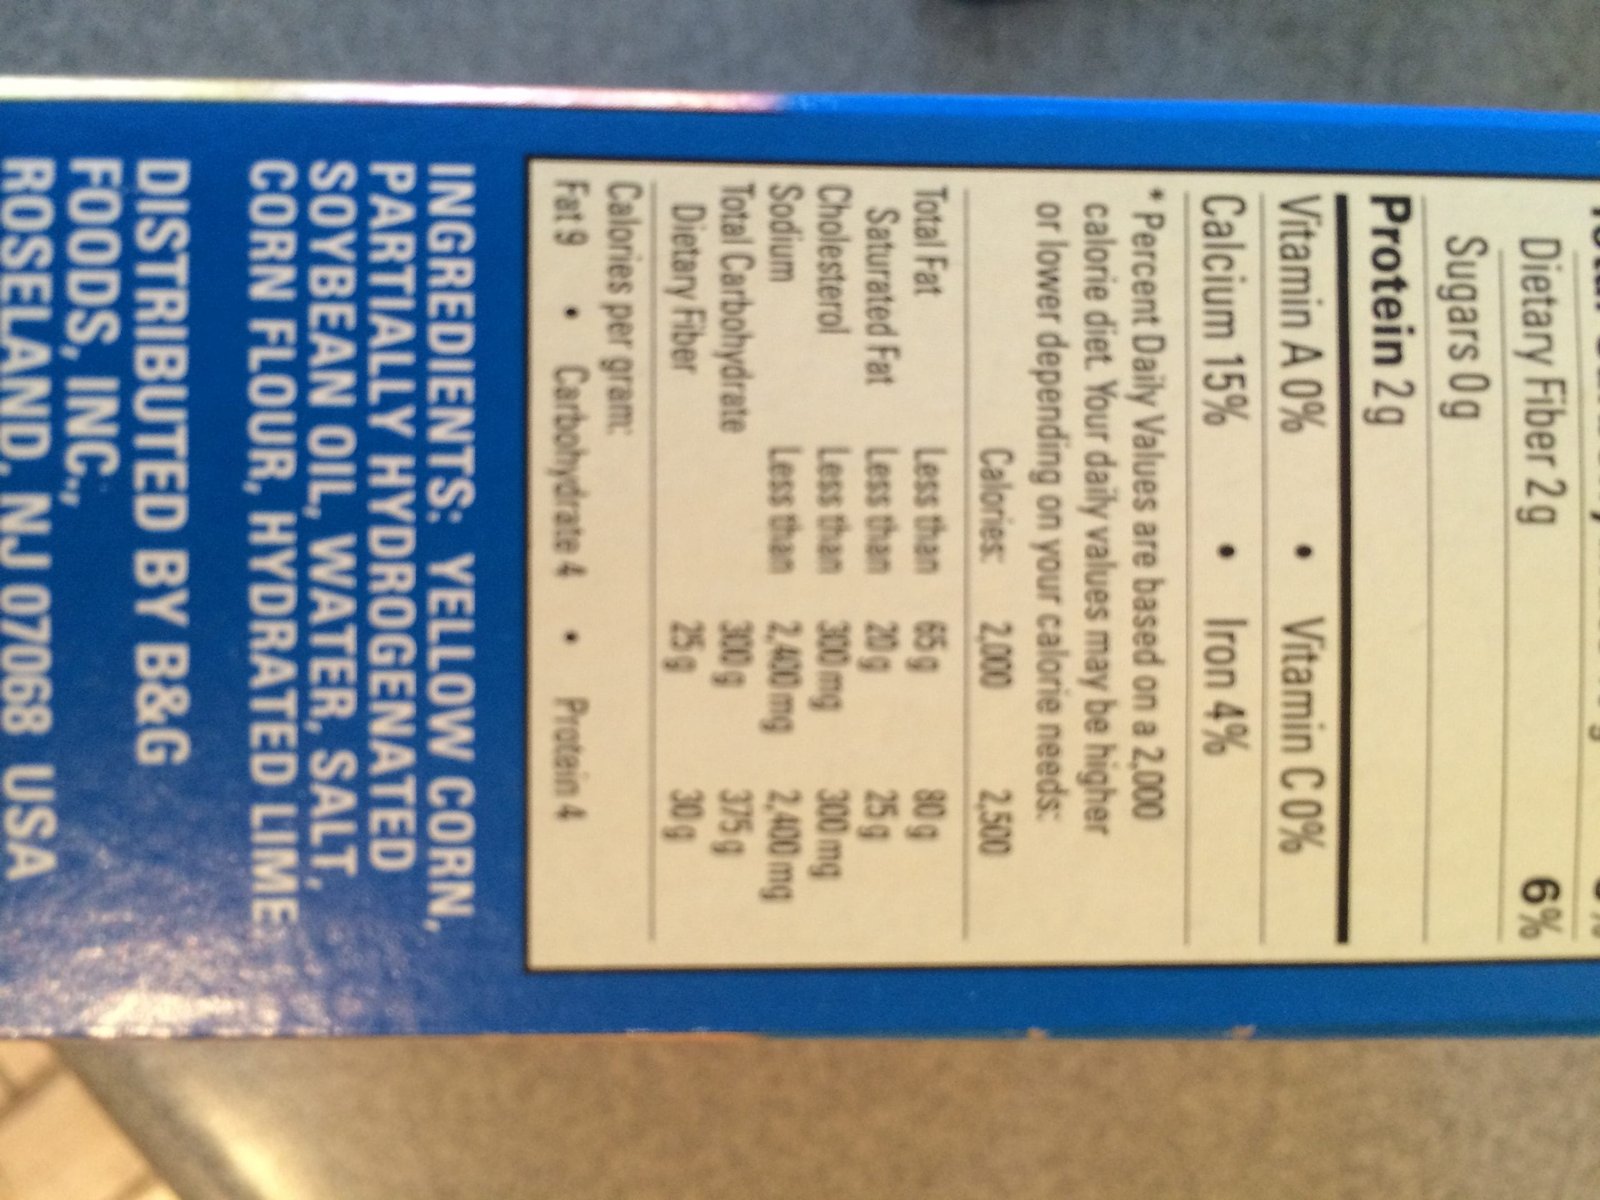 Dietary Fiber 2g 6%
Sugars 0g
Protein 2g
Vitamin A 0% • Vitamin C 0%
Calcium 15% • Iron 4%
* Percent Daily Values are based on a 2,000
calorie diet. Your daily values may be higher
or lower depending on your calorie needs:
Calories: 2,000 2,500
Total Fat Less than 65g 80g
Saturated Fat Less than 20g 25g
Cholesterol Less than 300mg 300mg
Sodium Less than 2,400mg 2,400mg
Total Carbohydrate 300g 375g
Dietary Fiber 25g 30g
Calories per gram:
Fat 9 • Carbohydrate 4 • Protein 4
INGREDIENTS: YELLOW CORN,
PARTIALLY HYDROGENATED
SOYBEAN OIL, WATER, SALT,
CORN FLOUR, HYDRATED LIME
DISTRIBUTED BY B&G
FOODS, INC.,
ROSELAND, NJ 07068 USA